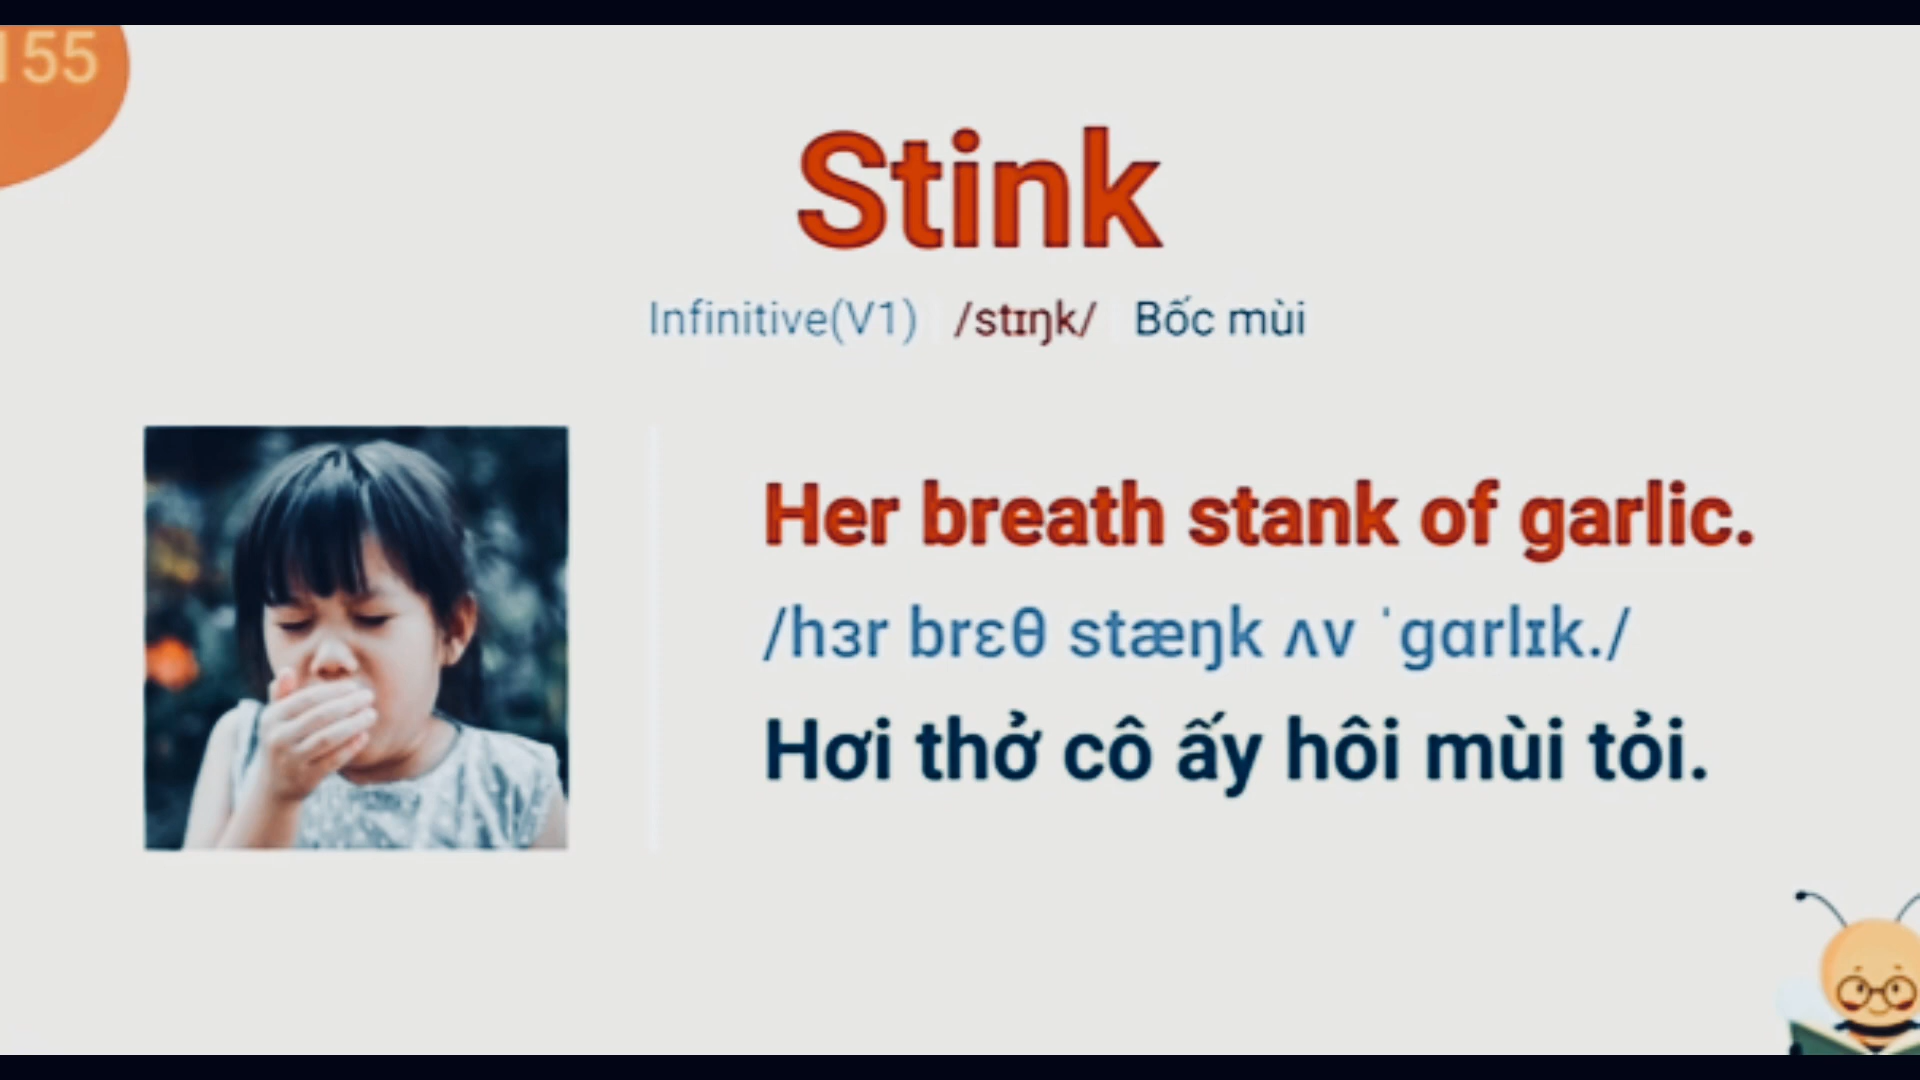 155
Stink
Infinitive(V1) /stɪŋk/ Bốc mùi
Her breath stank of garlic.
/hɜr brɛθ stæŋk ʌv ˈgɑrlɪk./
Hơi thở cô ấy hôi mùi tỏi.